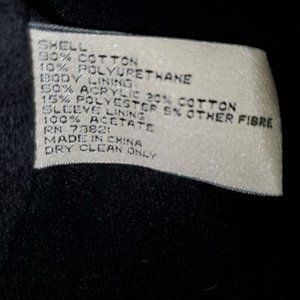 SHELL
90% COTTON
10% POLYURETHANE
BODY LINING
50% ACRYLIC 30% COTTON
15% POLYESTER 5% OTHER FIBRE
SLEEVE LINING
100% ACETATE
RN 73821
MADE IN CHINA
DRY CLEAN ONLY